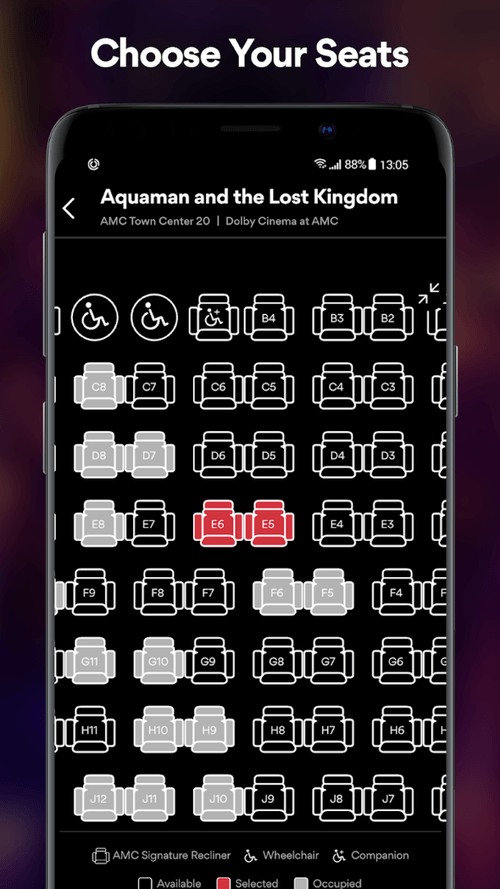 Choose Your Seats
88% 13:05
Aquaman and the Lost Kingdom
AMC Town Center 20 | Dolby Cinema at AMC
B4 B3 B2
C8 C7 C6 C5 C4 C3
D8 D7 D6 D5 D4 D3
E8 E7 E6 E5 E4 E3
F9 F8 F7 F6 F5 F4 F
G11 G10 G9 G8 G7 G6 G
H11 H10 H9 H8 H7 H6 H
J12 J11 J10 J9 J8 J7
AMC Signature Recliner Wheelchair Companion
Available Selected Occupied